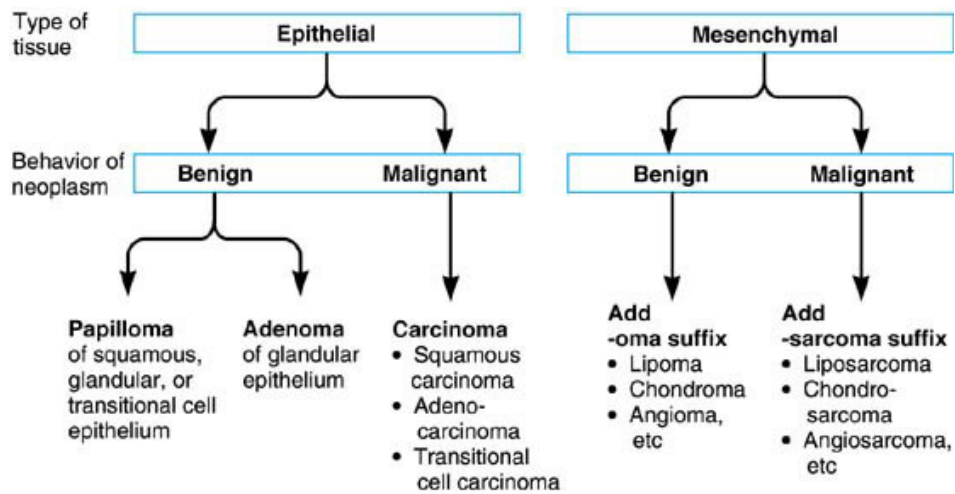 Type of
tissue
Epithelial
Mesenchymal
Behavior of
neoplasm
Benign
Malignant
Benign
Malignant
Papilloma
of squamous,
glandular, or
transitional cell
epithelium
Adenoma
of glandular
epithelium
Carcinoma
• Squamous
carcinoma
• Adeno-
carcinoma
• Transitional
cell carcinoma
Add
-oma suffix
• Lipoma
• Chondroma
• Angioma,
etc
Add
-sarcoma suffix
• Liposarcoma
• Chondro-
sarcoma
• Angiosarcoma,
etc